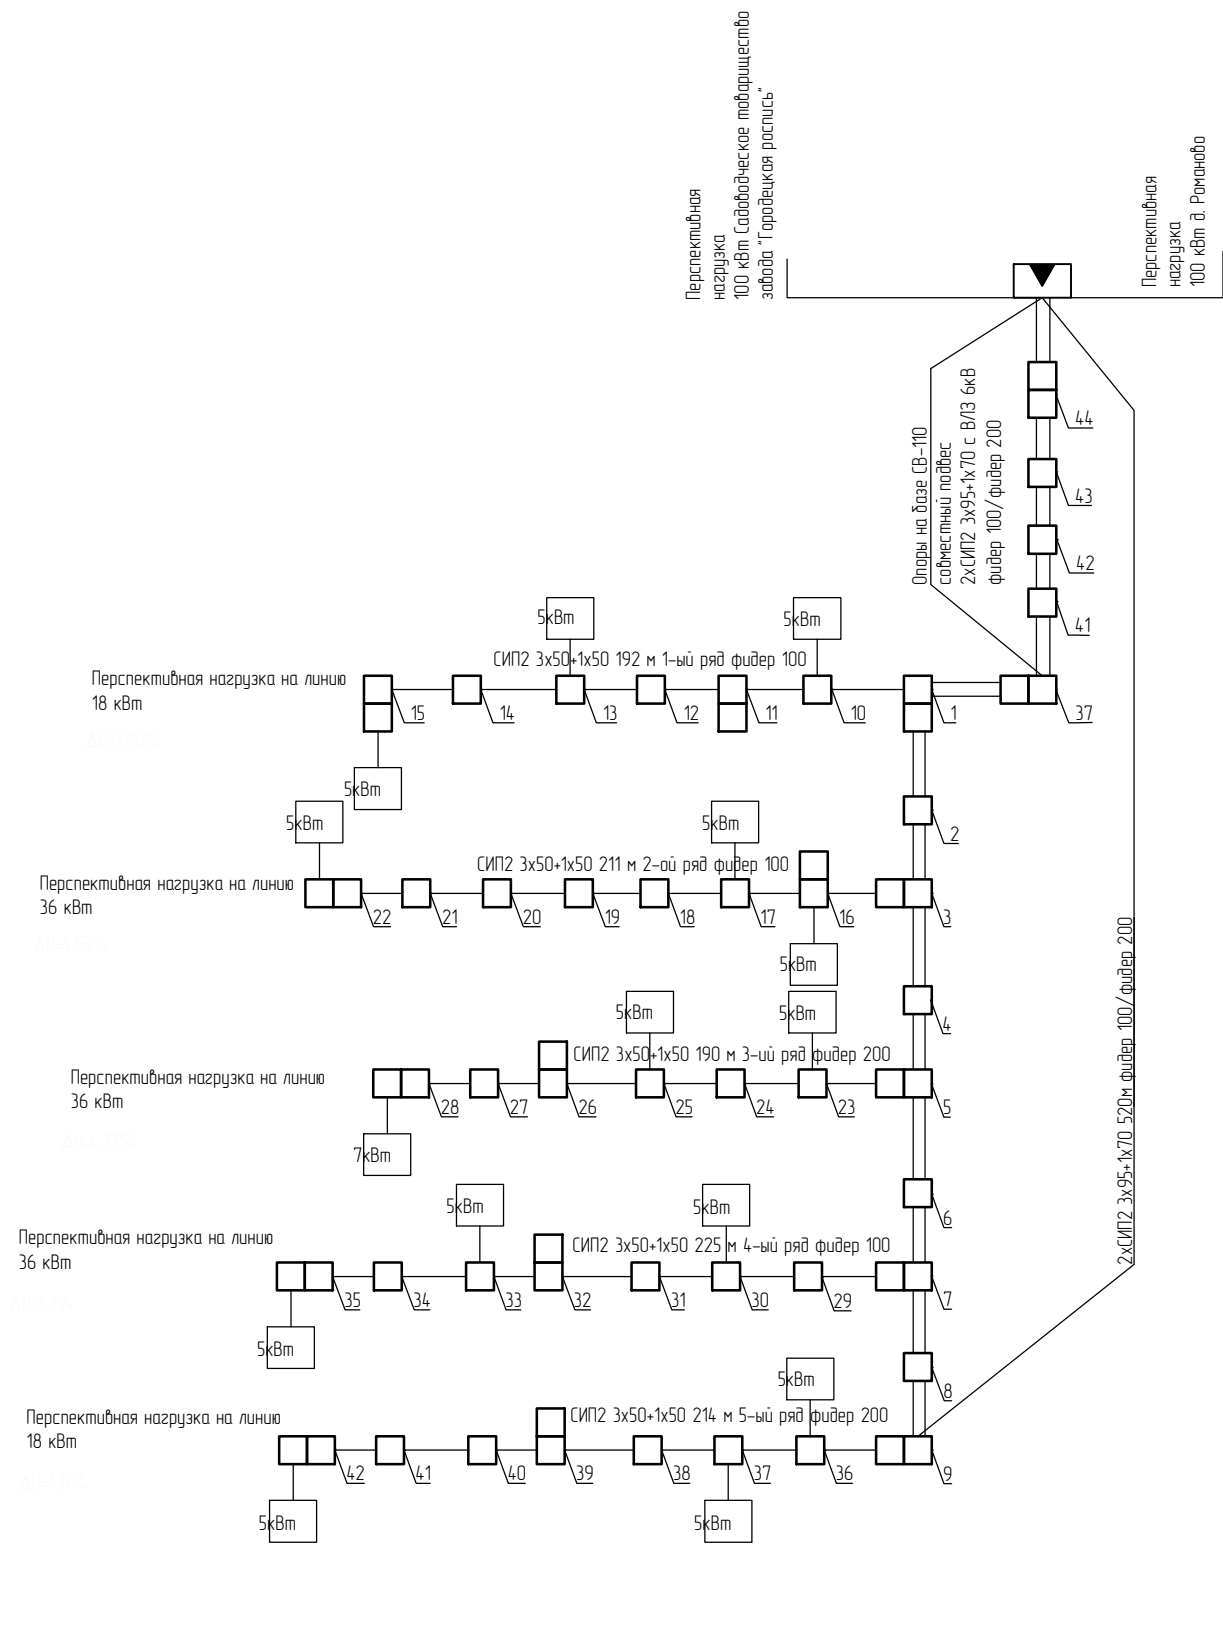 Перспективная
нагрузка
100 кВт Садоводческое товарищество
завода "Городецкая роспись"
Перспективная
нагрузка
100 кВт д. Романово
Опоры на базе СВ-110
совместный подвес
2хСИП2 3х95+1х70 с ВЛЗ 6кВ
фидер 100/фидер 200
44
43
42
41
37
5кВт
5кВт
СИП2 3х50+1х50 192 м 1-ый ряд фидер 100
Перспективная нагрузка на линию
18 кВт
15
14
13
12
11
10
1
5кВт
2
5кВт
5кВт
СИП2 3х50+1х50 211 м 2-ой ряд фидер 100
Перспективная нагрузка на линию
36 кВт
22
21
20
19
18
17
16
3
5кВт
4
5кВт
5кВт
СИП2 3х50+1х50 190 м 3-ий ряд фидер 200
Перспективная нагрузка на линию
36 кВт
28
27
26
25
24
23
5
7кВт
6
5кВт
5кВт
СИП2 3х50+1х50 225 м 4-ый ряд фидер 100
Перспективная нагрузка на линию
36 кВт
35
34
33
32
31
30
29
7
5кВт
8
5кВт
СИП2 3х50+1х50 214 м 5-ый ряд фидер 200
Перспективная нагрузка на линию
18 кВт
42
41
40
39
38
37
36
9
5кВт
5кВт
2хСИП2 3х95+1х70 520м фидер 100/фидер 200